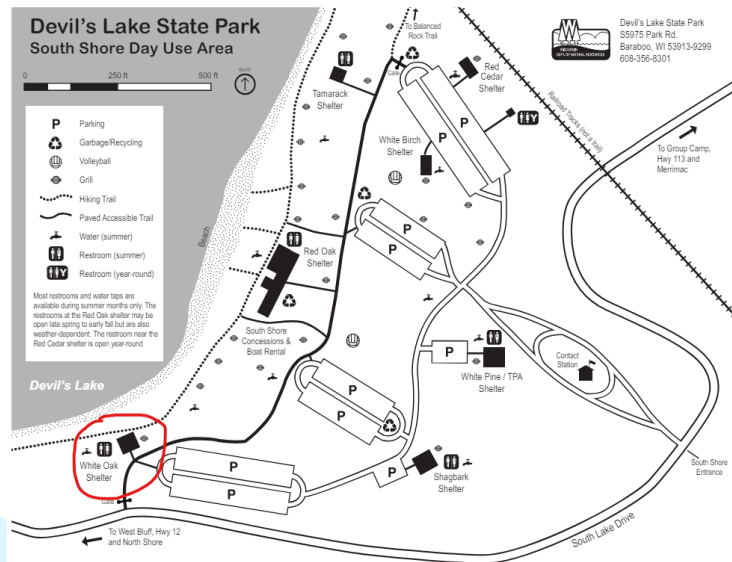 Devil's Lake State Park
South Shore Day Use Area
0 250 ft 500 ft
North
P Parking
Garbage/Recycling
Volleyball
Grill
Hiking Trail
Paved Accessible Trail
Water (summer)
Restroom (summer)
Restroom (year-round)
Most restrooms and water taps are
available during summer months only. The
restrooms at the Red Oak shelter may be
open late spring to early fall but are also
weather-dependent. The restroom near the
Red Cedar shelter is open year-round
Devil's Lake
Beach
To Balanced
Rock Trail
Gate
Tamarack
Shelter
Red
Cedar
Shelter
P
P
White Birch
Shelter
Railroad Tracks (not a trail)
Devil's Lake State Park
S5975 Park Rd.
Baraboo, WI 53913-9299
608-356-8301
WISCONSIN
DEPT. OF NATURAL RESOURCES
To Group Camp,
Hwy 113 and
Merrimac
P
P
Red Oak
Shelter
South Shore
Concessions &
Boat Rental
P
White Pine / TPA
Shelter
Contact
Station
P
P
P
Shagbark
Shelter
South Shore
Entrance
White Oak
Shelter
P
P
Gate
To West Bluff, Hwy 12
and North Shore
South Lake Drive